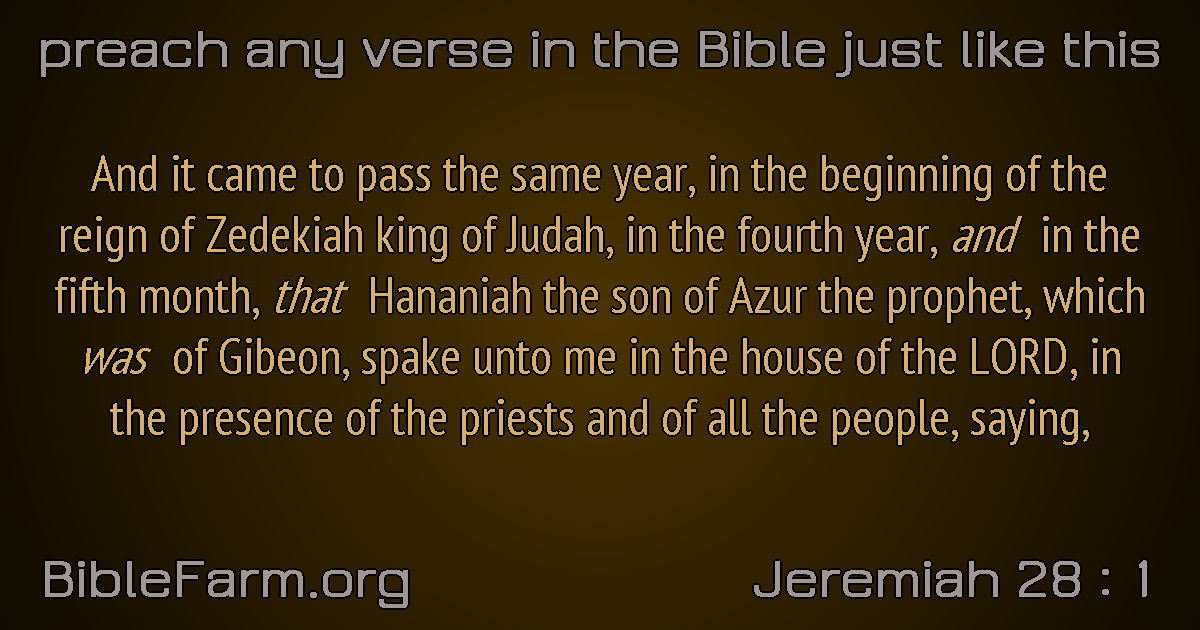 preach any verse in the Bible just like this
And it came to pass the same year, in the beginning of the
reign of Zedekiah king of Judah, in the fourth year, and in the
fifth month, that Hananiah the son of Azur the prophet, which
was of Gibeon, spake unto me in the house of the LORD, in
the presence of the priests and of all the people, saying,
BibleFarm.org
Jeremiah 28 : 1